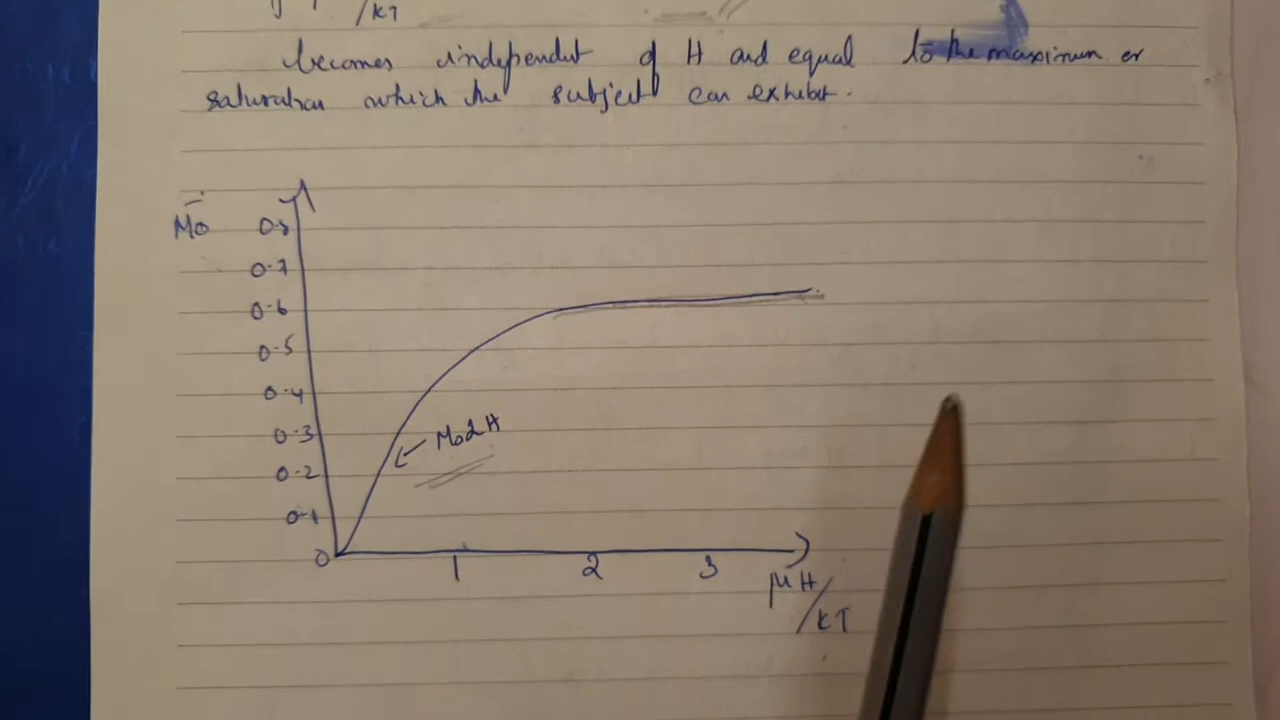 /KT
becomes independent of H and equal to the maximum or
saturation which the subject can exhibit.
M̄o
0.8
0.7
0.6
0.5
0.4
0.3
0.2
0.1
0
Mo α H
1 2 3
μH/KT